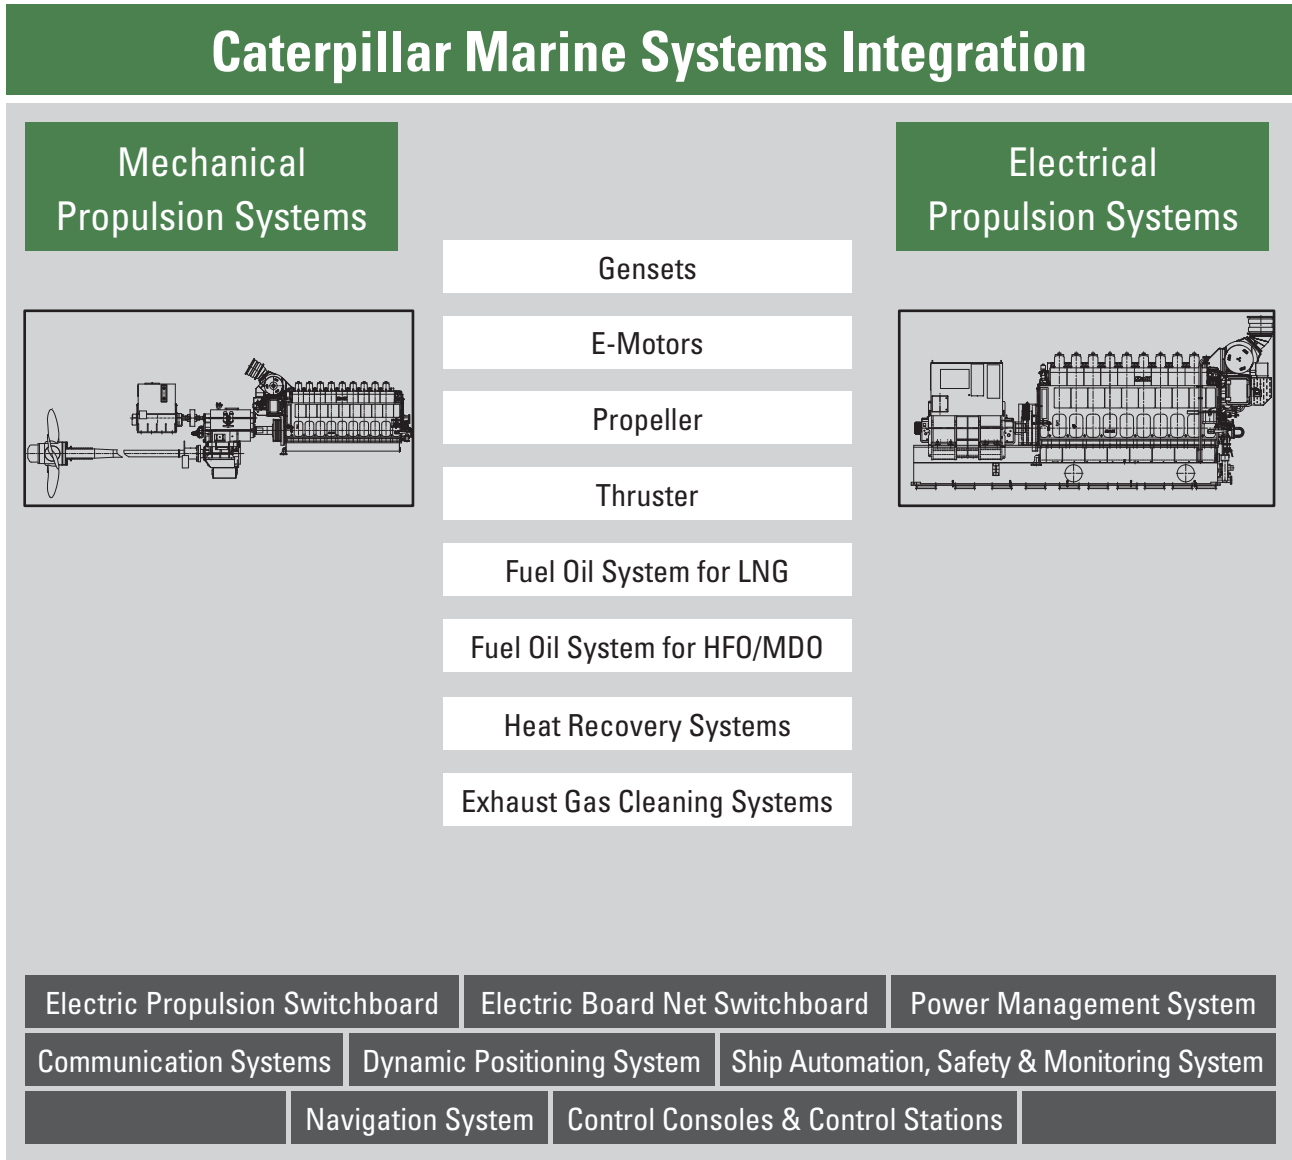 Caterpillar Marine Systems Integration
Mechanical
Propulsion Systems
Electrical
Propulsion Systems
Gensets
E-Motors
Propeller
Thruster
Fuel Oil System for LNG
Fuel Oil System for HFO/MDO
Heat Recovery Systems
Exhaust Gas Cleaning Systems
Electric Propulsion Switchboard
Electric Board Net Switchboard
Power Management System
Communication Systems
Dynamic Positioning System
Ship Automation, Safety & Monitoring System
Navigation System
Control Consoles & Control Stations